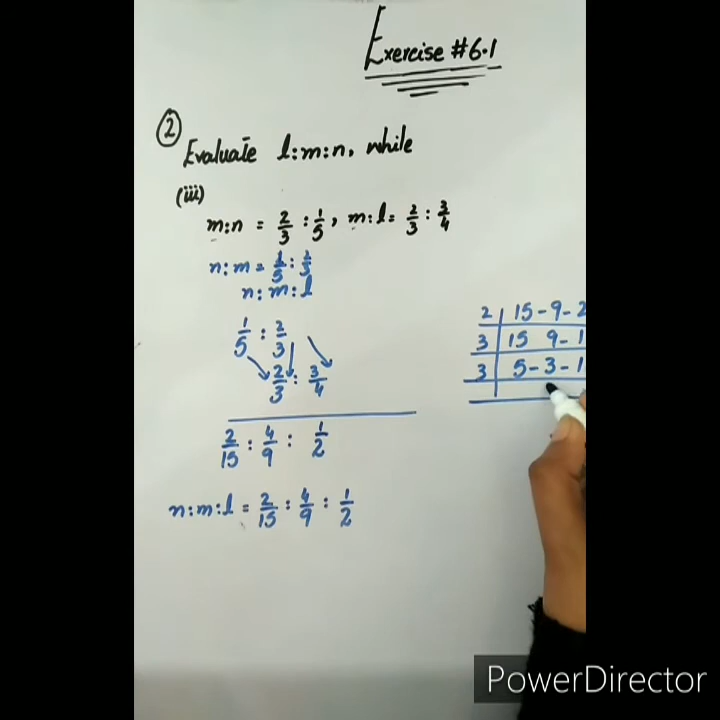 Exercise #6.1
②
Evaluate l:m:n, while
(iii)
m:n = 2/3 : 1/5, m:l = 2/3 : 3/4
n:m = 1/5 : 2/3
n:m:l
1/5 : 2/3
2/3 : 3/4
2/15 : 4/9 : 1/2
n:m:l = 2/15 : 4/9 : 1/2
2 | 15-9-2
3 | 15 9-1
3 | 5-3-1
PowerDirector